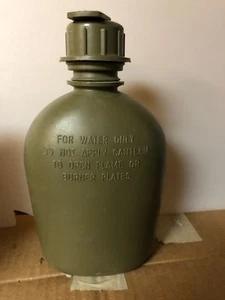 FOR WATER ONLY
DO NOT APPLY CANTEEN
TO OPEN FLAME OR
BURNER PLATES